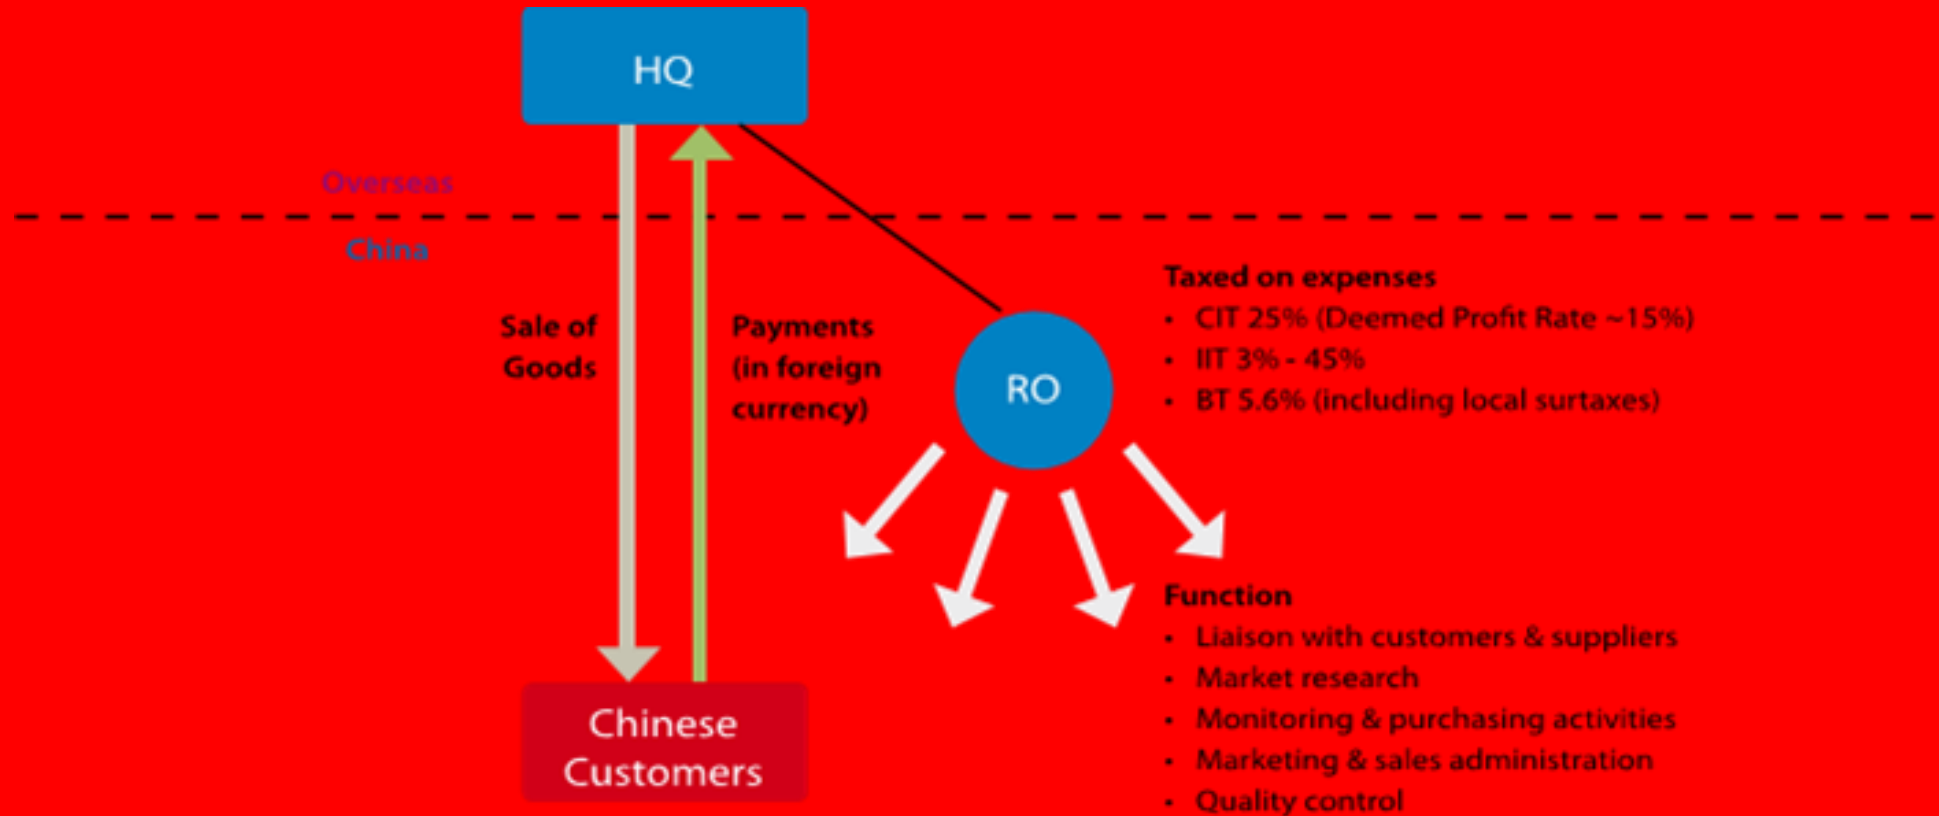 HQ
Overseas
China
Sale of
Goods
Payments
(in foreign
currency)
RO
Taxed on expenses
• CIT 25% (Deemed Profit Rate ~15%)
• IIT 3% - 45%
• BT 5.6% (including local surtaxes)
Function
• Liaison with customers & suppliers
• Market research
• Monitoring & purchasing activities
• Marketing & sales administration
• Quality control
Chinese
Customers